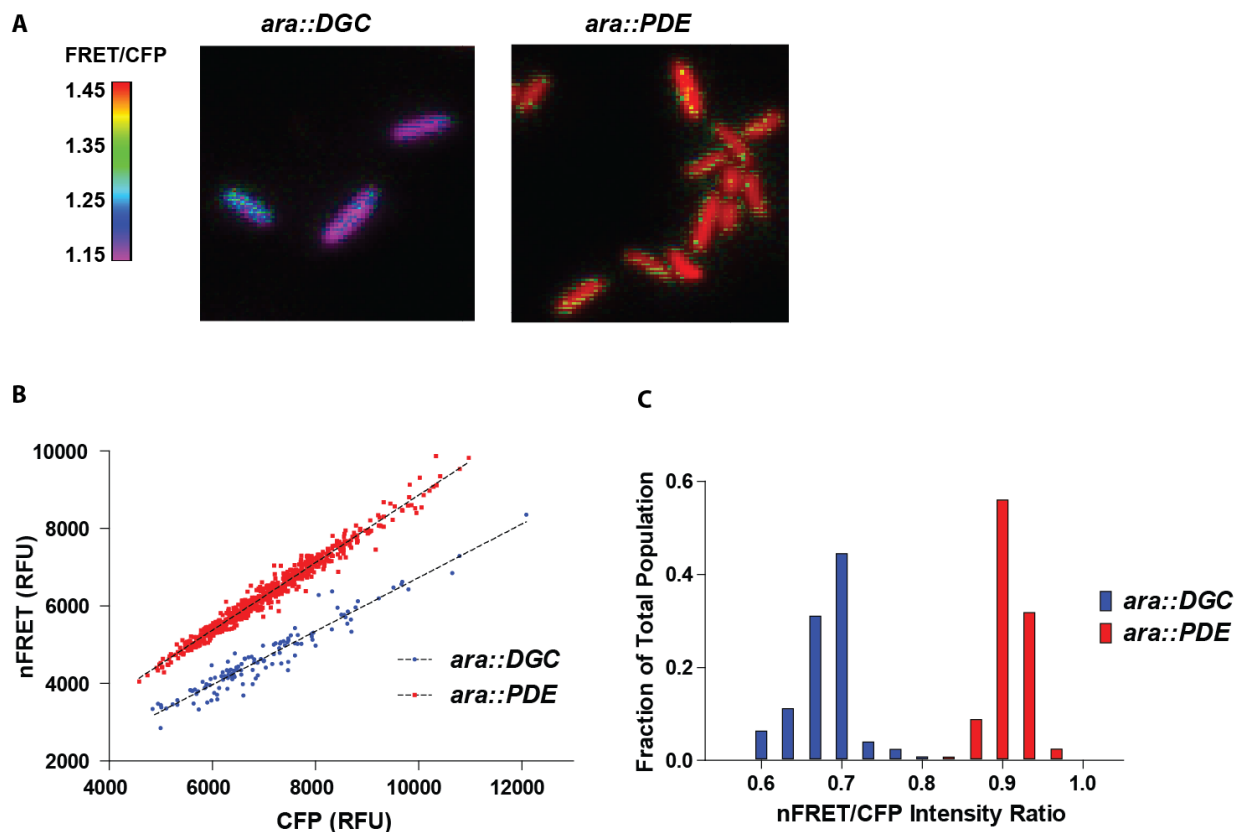 A
ara::DGC
ara::PDE
FRET/CFP
1.45
1.35
1.25
1.15
B
C
nFRET (RFU)
10000
8000
6000
4000
2000
4000 6000 8000 10000 12000
CFP (RFU)
ara::DGC
ara::PDE
Fraction of Total Population
0.6
0.4
0.2
0.0
0.6 0.7 0.8 0.9 1.0
nFRET/CFP Intensity Ratio
ara::DGC
ara::PDE